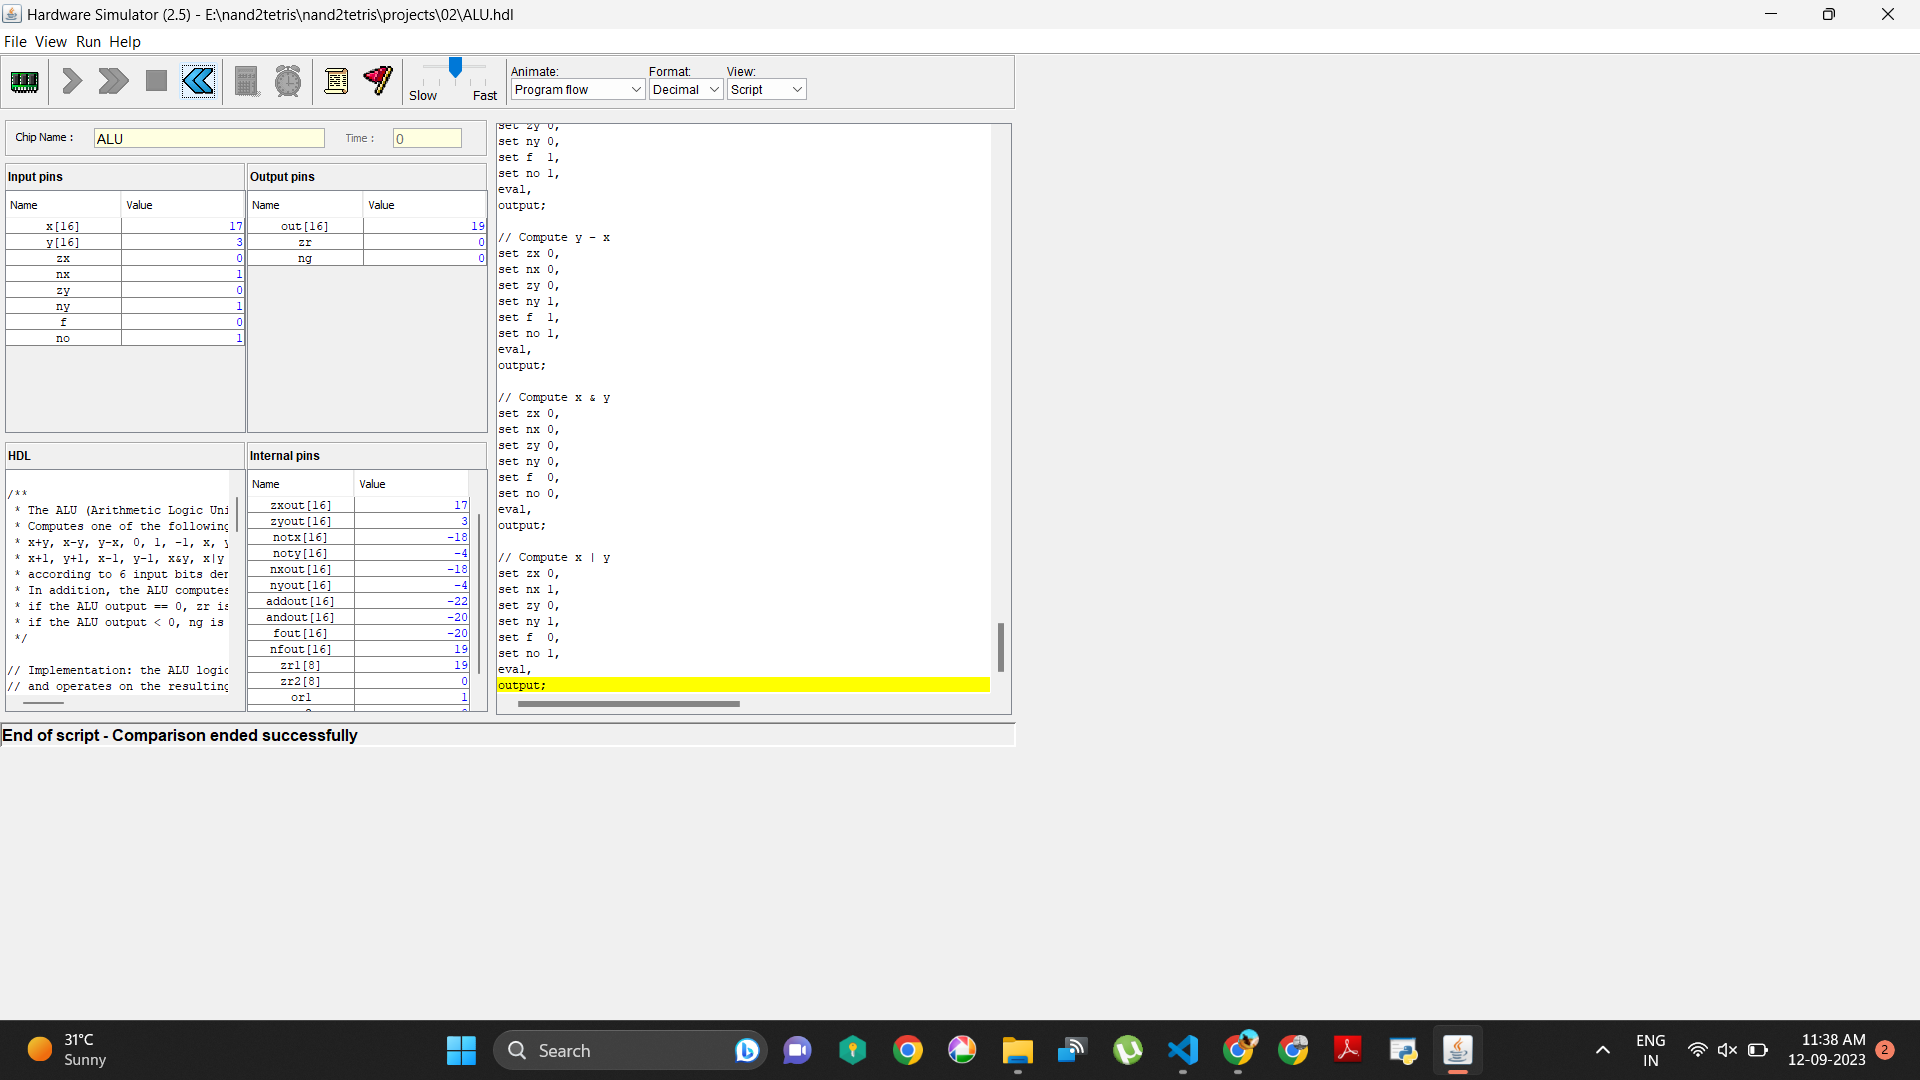 Hardware Simulator (2.5) - E:\nand2tetris\nand2tetris\projects\02\ALU.hdl
File View Run Help
Slow Fast
Animate:
Program flow
Format:
Decimal
View:
Script
Chip Name :
ALU
Time :
0
Input pins
Name Value
x[16] 17
y[16] 3
zx 0
nx 1
zy 0
ny 1
f 0
no 1
Output pins
Name Value
out[16] 19
zr 0
ng 0
HDL
/**
* The ALU (Arithmetic Logic Uni
* Computes one of the following
* x+y, x-y, y-x, 0, 1, -1, x, y
* x+1, y+1, x-1, y-1, x&y, x|y
* according to 6 input bits der
* In addition, the ALU computes
* if the ALU output == 0, zr is
* if the ALU output < 0, ng is
*/
// Implementation: the ALU logic
// and operates on the resulting
Internal pins
Name Value
zxout[16] 17
zyout[16] 3
notx[16] -18
noty[16] -4
nxout[16] -18
nyout[16] -4
addout[16] -22
andout[16] -20
fout[16] -20
nfout[16] 19
zr1[8] 19
zr2[8] 0
or1 1
set zy 0,
set ny 0,
set f 1,
set no 1,
eval,
output;
// Compute y - x
set zx 0,
set nx 0,
set zy 0,
set ny 1,
set f 1,
set no 1,
eval,
output;
// Compute x & y
set zx 0,
set nx 0,
set zy 0,
set ny 0,
set f 0,
set no 0,
eval,
output;
// Compute x | y
set zx 0,
set nx 1,
set zy 0,
set ny 1,
set f 0,
set no 1,
eval,
output;
End of script - Comparison ended successfully
31°C
Sunny
Search
ENG
IN
11:38 AM
12-09-2023
2